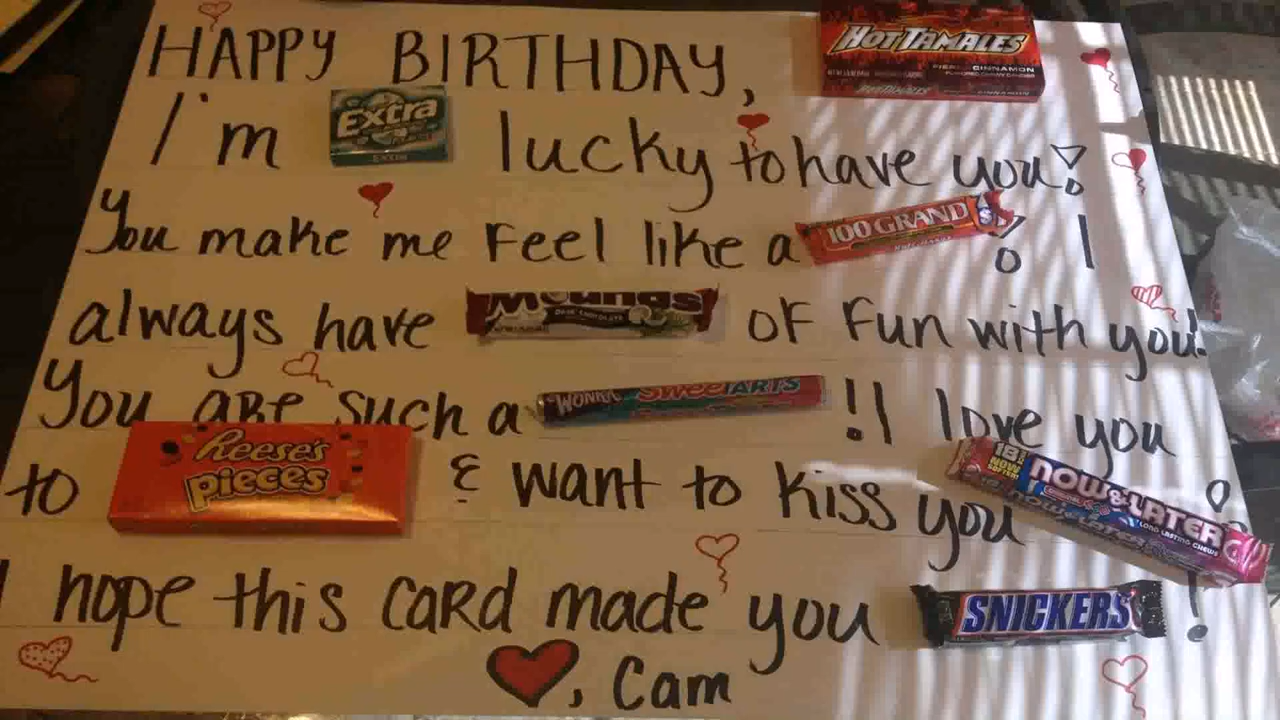 HAPPY BIRTHDAY, HOT TAMALES
I'm Extra lucky to have you!
You make me feel like a 100 GRAND! I
always have Mounds of fun with you!
You are such a WONKA SweeTARTS!! I love you
to Reese's pieces & want to kiss you NOW & LATER!
I hope this card made you SNICKERS!
, Cam